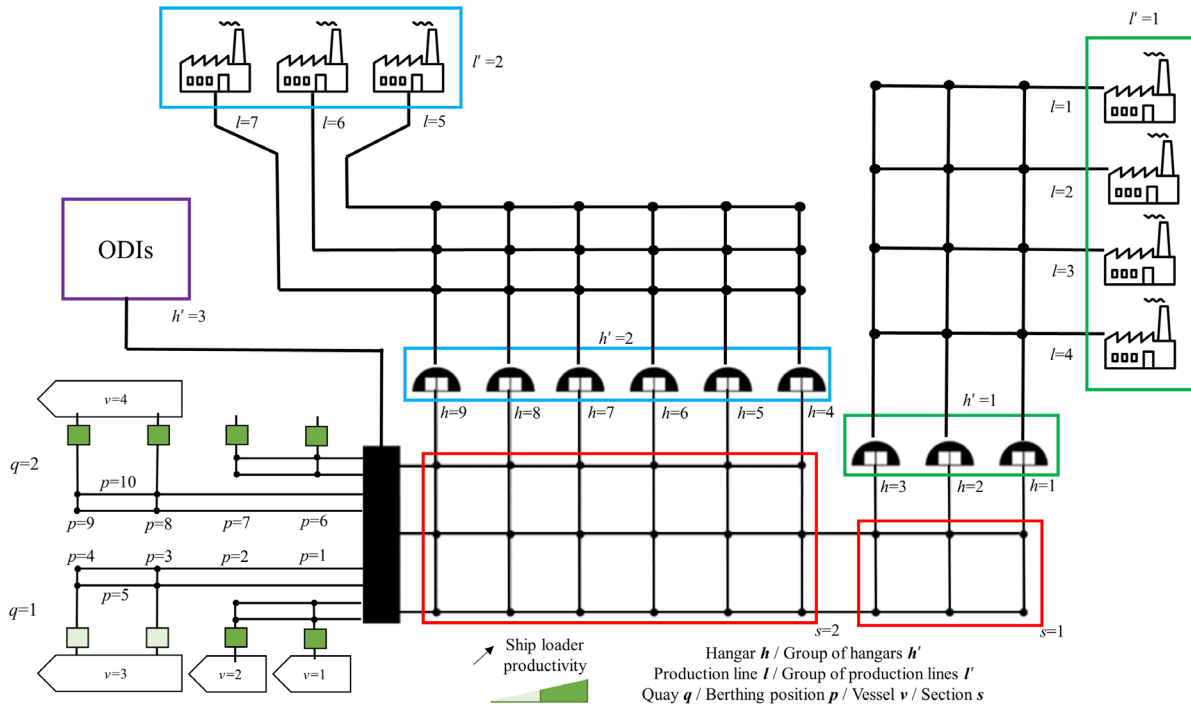 l'=1
l'=2
l=7
l=6
l=5
l=1
l=2
l=3
l=4
ODIs
h'=3
h'=2
h=9
h=8
h=7
h=6
h=5
h=4
h'=1
h=3
h=2
h=1
v=4
q=2
p=10
p=9
p=8
p=7
p=6
p=4
p=3
p=2
p=1
p=5
q=1
v=3
v=2
v=1
s=2
s=1
Ship loader
productivity
Hangar h / Group of hangars h'
Production line l / Group of production lines l'
Quay q / Berthing position p / Vessel v / Section s